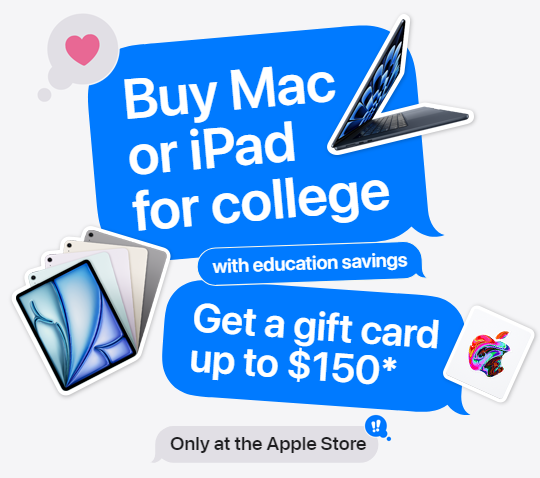 Buy Mac
or iPad
for college
with education savings
Get a gift card
up to $150*
Only at the Apple Store
‼